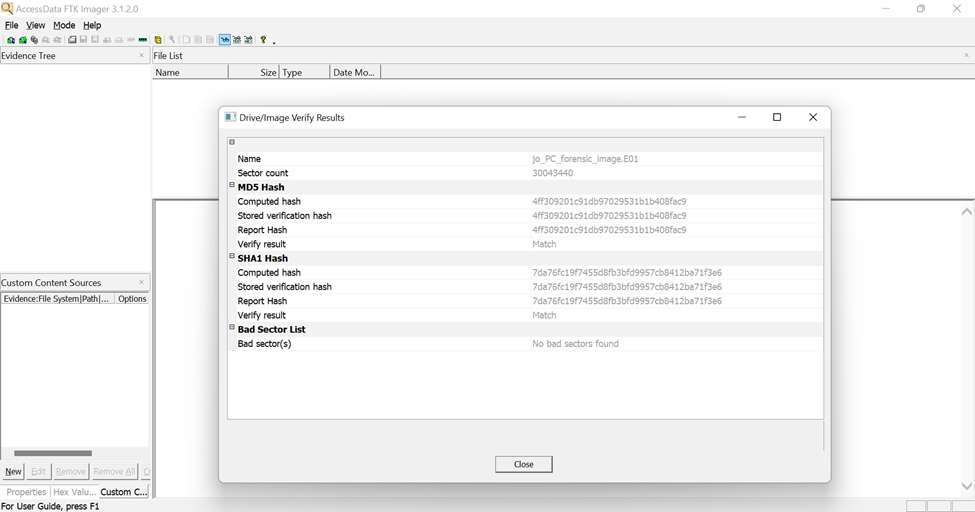 AccessData FTK Imager 3.1.2.0
File View Mode Help
Evidence Tree
File List
Name Size Type Date Mo...
Drive/Image Verify Results
Name jo_PC_forensic_image.E01
Sector count 30043440
MD5 Hash
Computed hash 4ff309201c91db97029531b1b408fac9
Stored verification hash 4ff309201c91db97029531b1b408fac9
Report Hash 4ff309201c91db97029531b1b408fac9
Verify result Match
SHA1 Hash
Computed hash 7da76fc19f7455d8fb3bfd9957cb8412ba71f3e6
Stored verification hash 7da76fc19f7455d8fb3bfd9957cb8412ba71f3e6
Report Hash 7da76fc19f7455d8fb3bfd9957cb8412ba71f3e6
Verify result Match
Bad Sector List
Bad sector(s) No bad sectors found
Close
Custom Content Sources
Evidence:File System|Path|... Options
New Edit Remove Remove All
Properties Hex Valu... Custom C...
For User Guide, press F1